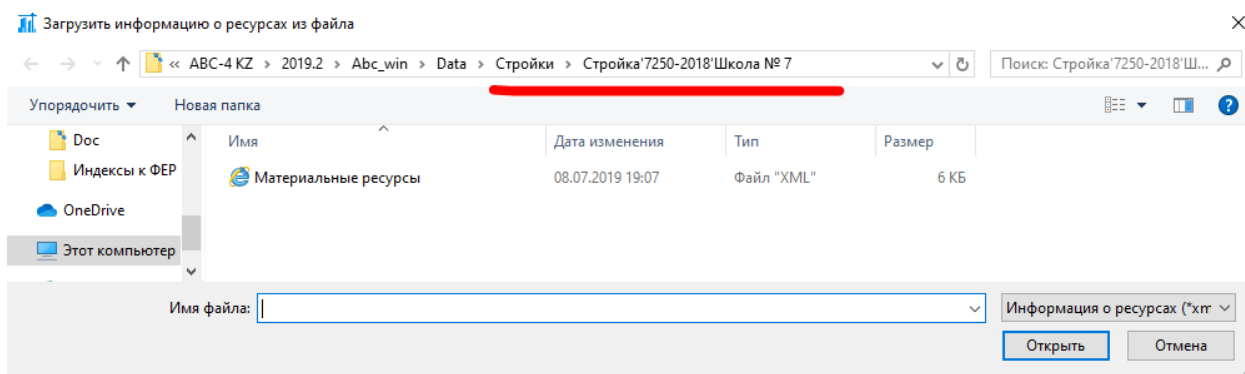 Загрузить информацию о ресурсах из файла
« ABC-4 KZ > 2019.2 > Abc_win > Data > Стройки > Стройка'7250-2018'Школа № 7
Поиск: Стройка'7250-2018'Ш...
Упорядочить Новая папка
Имя Дата изменения Тип Размер
Doc
Индексы к ФЕР
OneDrive
Этот компьютер
Материальные ресурсы 08.07.2019 19:07 Файл "XML" 6 КБ
Имя файла: Информация о ресурсах (*xm
Открыть Отмена